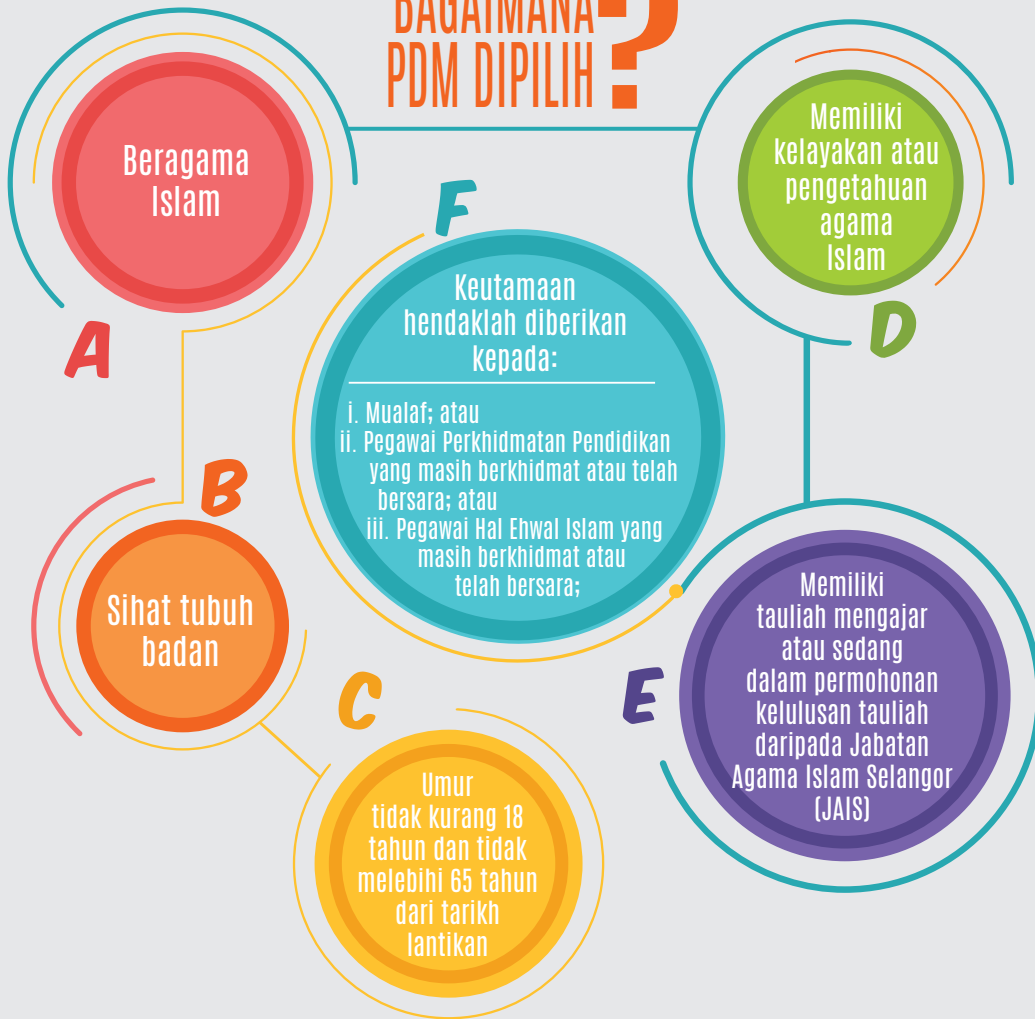 BAGAIMANA
PDM DIPILIH
?
Beragama
Islam
A
B
Sihat tubuh
badan
C
Umur
tidak kurang 18
tahun dan tidak
melebihi 65 tahun
dari tarikh
lantikan
Memiliki
kelayakan atau
pengetahuan
agama
Islam
D
E
Memiliki
tauliah mengajar
atau sedang
dalam permohonan
kelulusan tauliah
daripada Jabatan
Agama Islam Selangor
(JAIS)
F
Keutamaan
hendaklah diberikan
kepada:
i. Mualaf; atau
ii. Pegawai Perkhidmatan Pendidikan
yang masih berkhidmat atau telah
bersara; atau
iii. Pegawai Hal Ehwal Islam yang
masih berkhidmat atau
telah bersara;